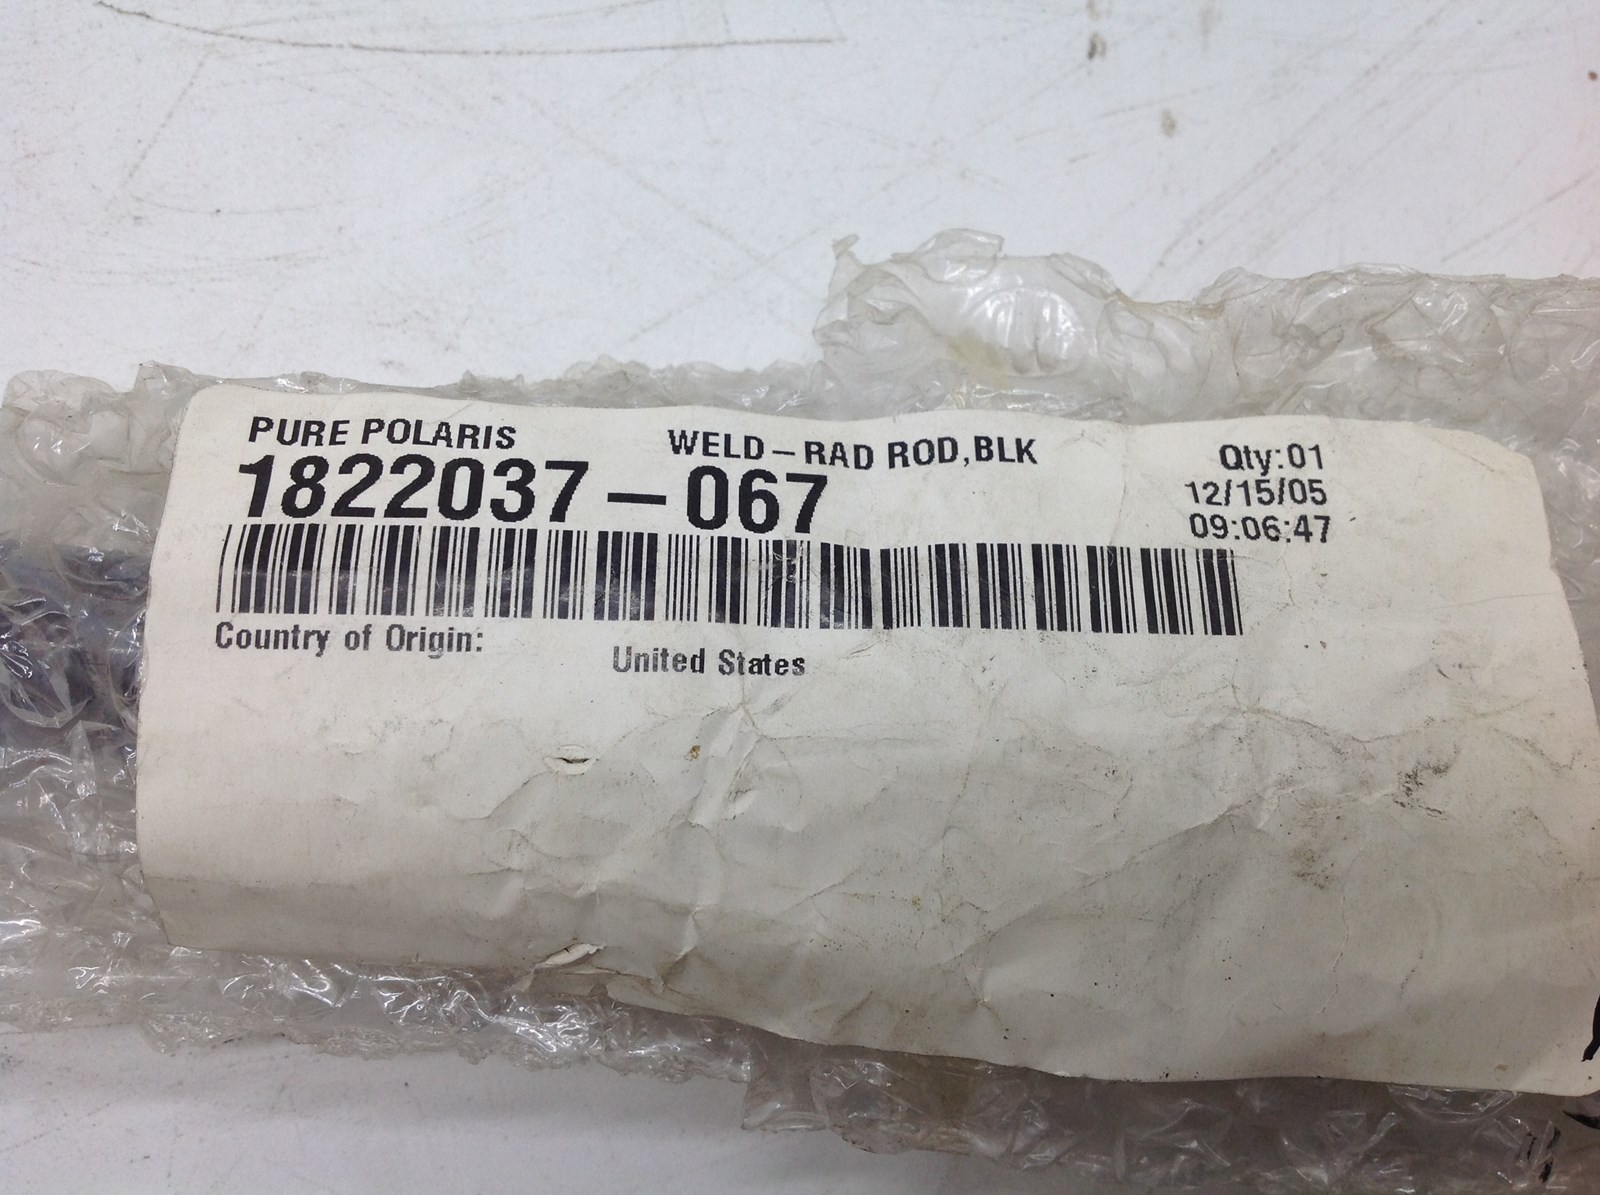 PURE POLARIS WELD-RAD ROD,BLK Qty:01
1822037-067 12/15/05
09:06:47
Country of Origin:
United States